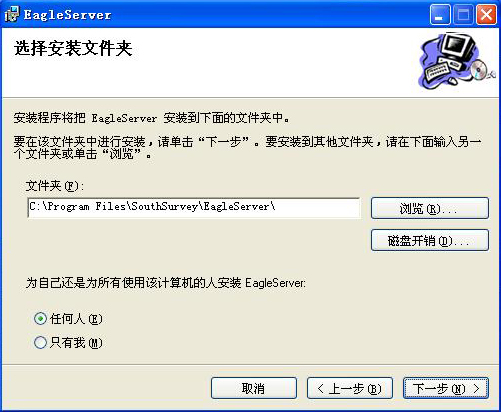 EagleServer
选择安装文件夹
安装程序将把 EagleServer 安装到下面的文件夹中。
要在该文件夹中进行安装，请单击“下一步”。要安装到其他文件夹，请在下面输入另一
个文件夹或单击“浏览”。
文件夹(F):
C:\Program Files\SouthSurvey\EagleServer\
浏览(R)...
磁盘开销(D)...
为自己还是为所有使用该计算机的人安装 EagleServer:
任何人(E)
只有我(M)
取消
< 上一步(B)
下一步(N) >